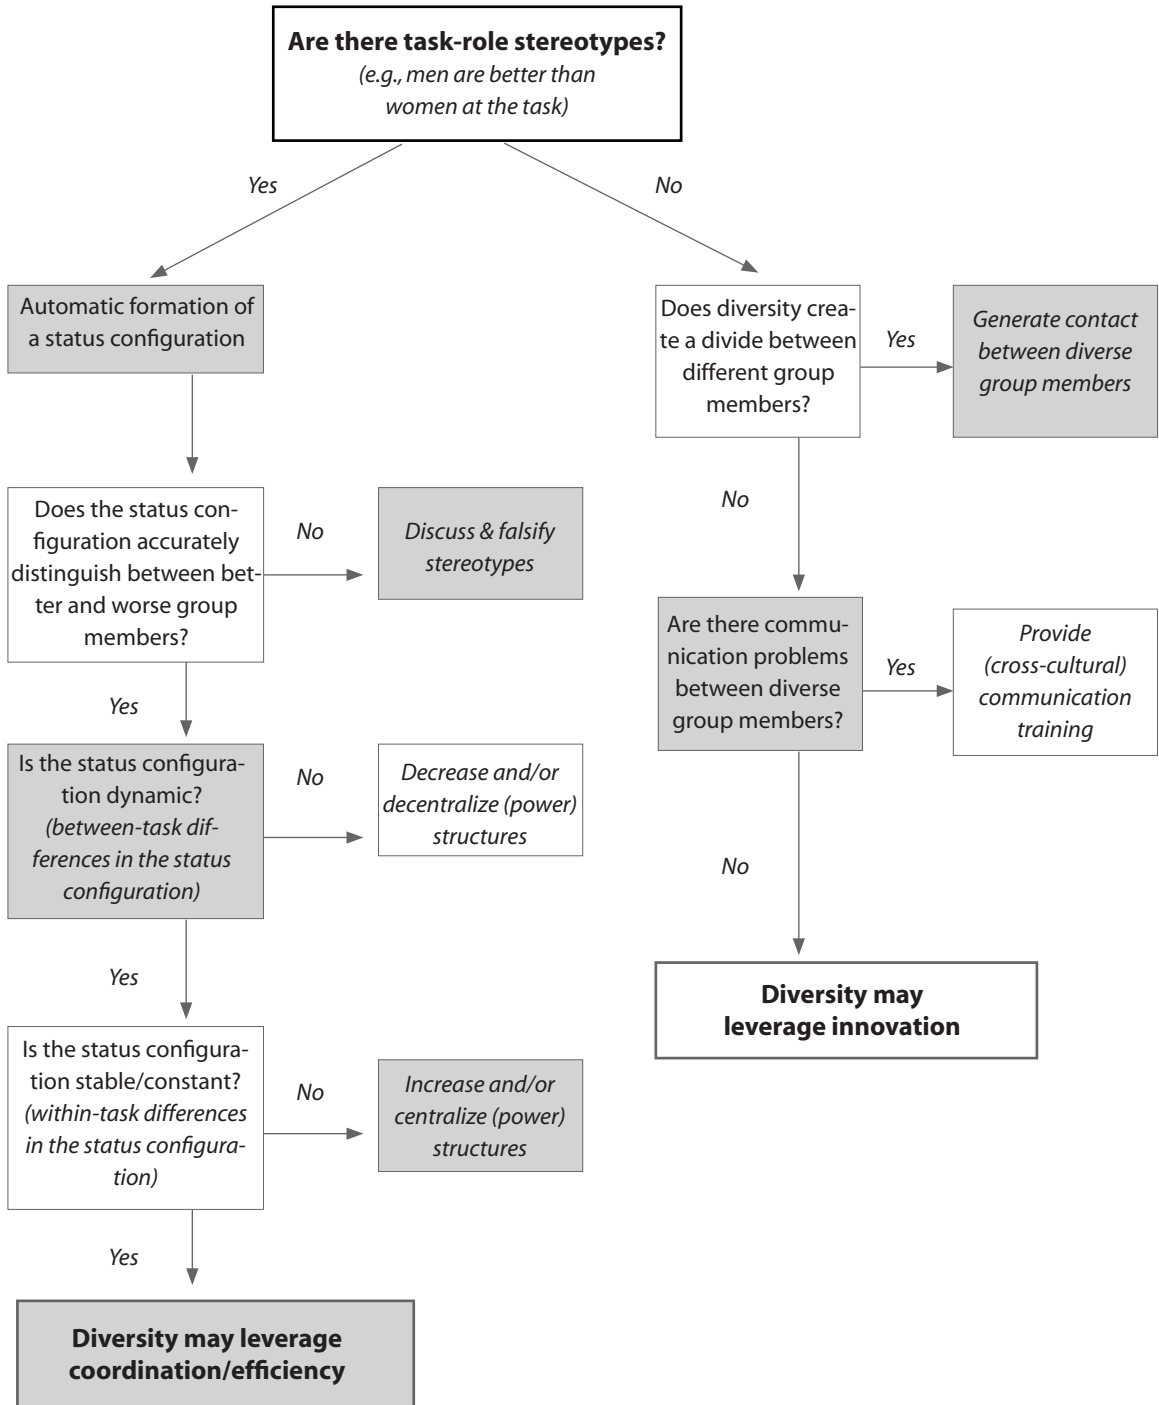 Are there task-role stereotypes?
(e.g., men are better than
women at the task)
Yes
No
Automatic formation of
a status configuration
Does the status con-
figuration accurately
distinguish between bet-
ter and worse group
members?
No
Discuss & falsify
stereotypes
Yes
Is the status configura-
tion dynamic?
(between-task dif-
ferences in the status
configuration)
No
Decrease and/or
decentralize (power)
structures
Yes
Is the status configura-
tion stable/constant?
(within-task differences
in the status configura-
tion)
No
Increase and/or
centralize (power)
structures
Yes
Diversity may leverage
coordination/efficiency
Does diversity crea-
te a divide between
different group
members?
Yes
Generate contact
between diverse
group members
No
Are there commu-
nication problems
between diverse
group members?
Yes
Provide
(cross-cultural)
communication
training
No
Diversity may
leverage innovation